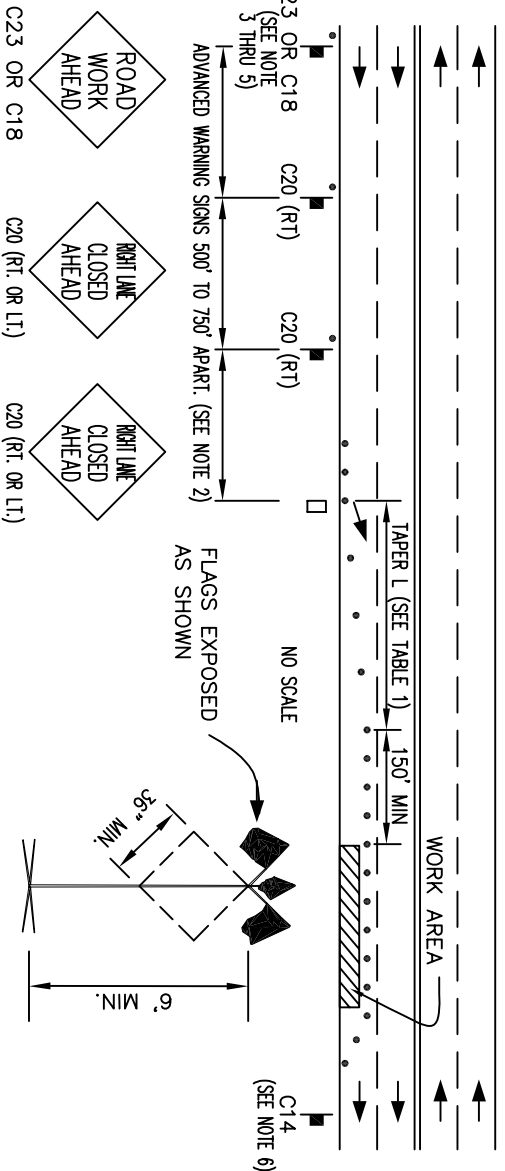 23 OR C18
(SEE NOTE
3 THRU 5)
C20 (RT)
C20 (RT)
ADVANCED WARNING SIGNS 500' TO 750' APART. (SEE NOTE 2)
TAPER L (SEE TABLE 1)
150' MIN
WORK AREA
NO SCALE
C14
(SEE NOTE 6)
ROAD
WORK
AHEAD
C23 OR C18
RIGHT LANE
CLOSED
AHEAD
C20 (RT. OR LT.)
RIGHT LANE
CLOSED
AHEAD
C20 (RT. OR LT.)
FLAGS EXPOSED
AS SHOWN
36" MIN.
6' MIN.